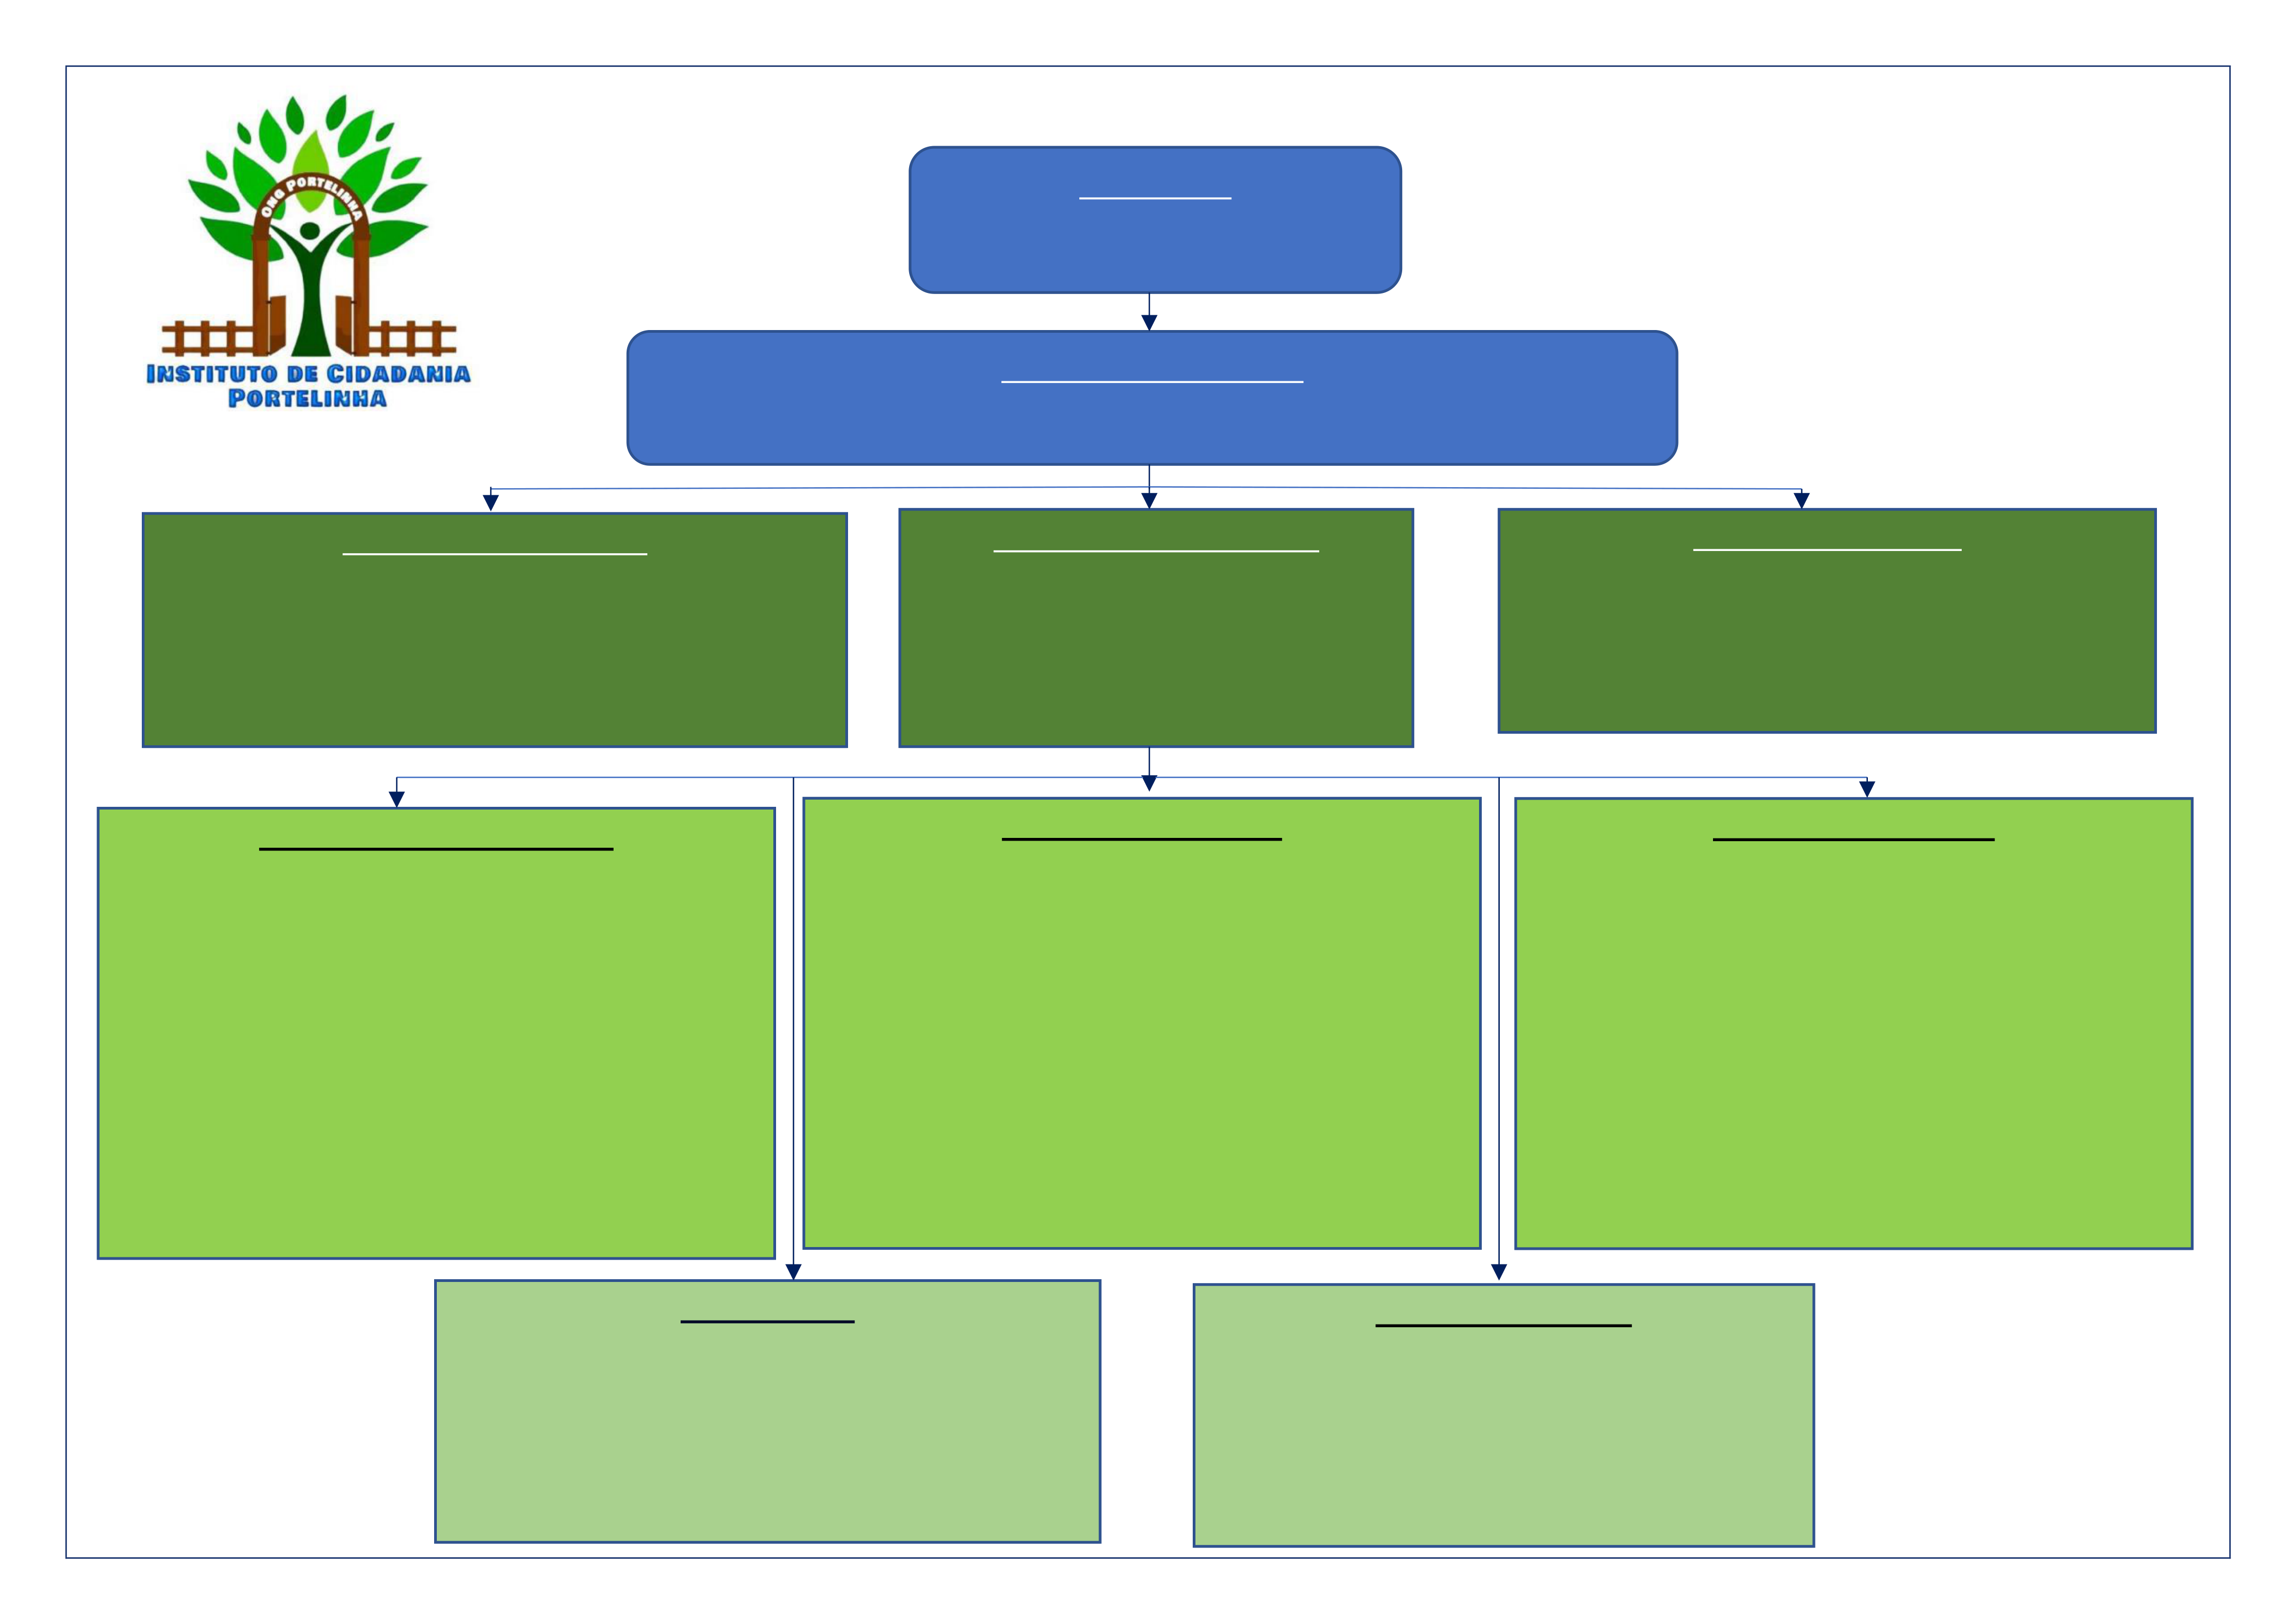 ONG PORTELINHA
INSTITUTO DE CIDADANIA
PORTELINHA